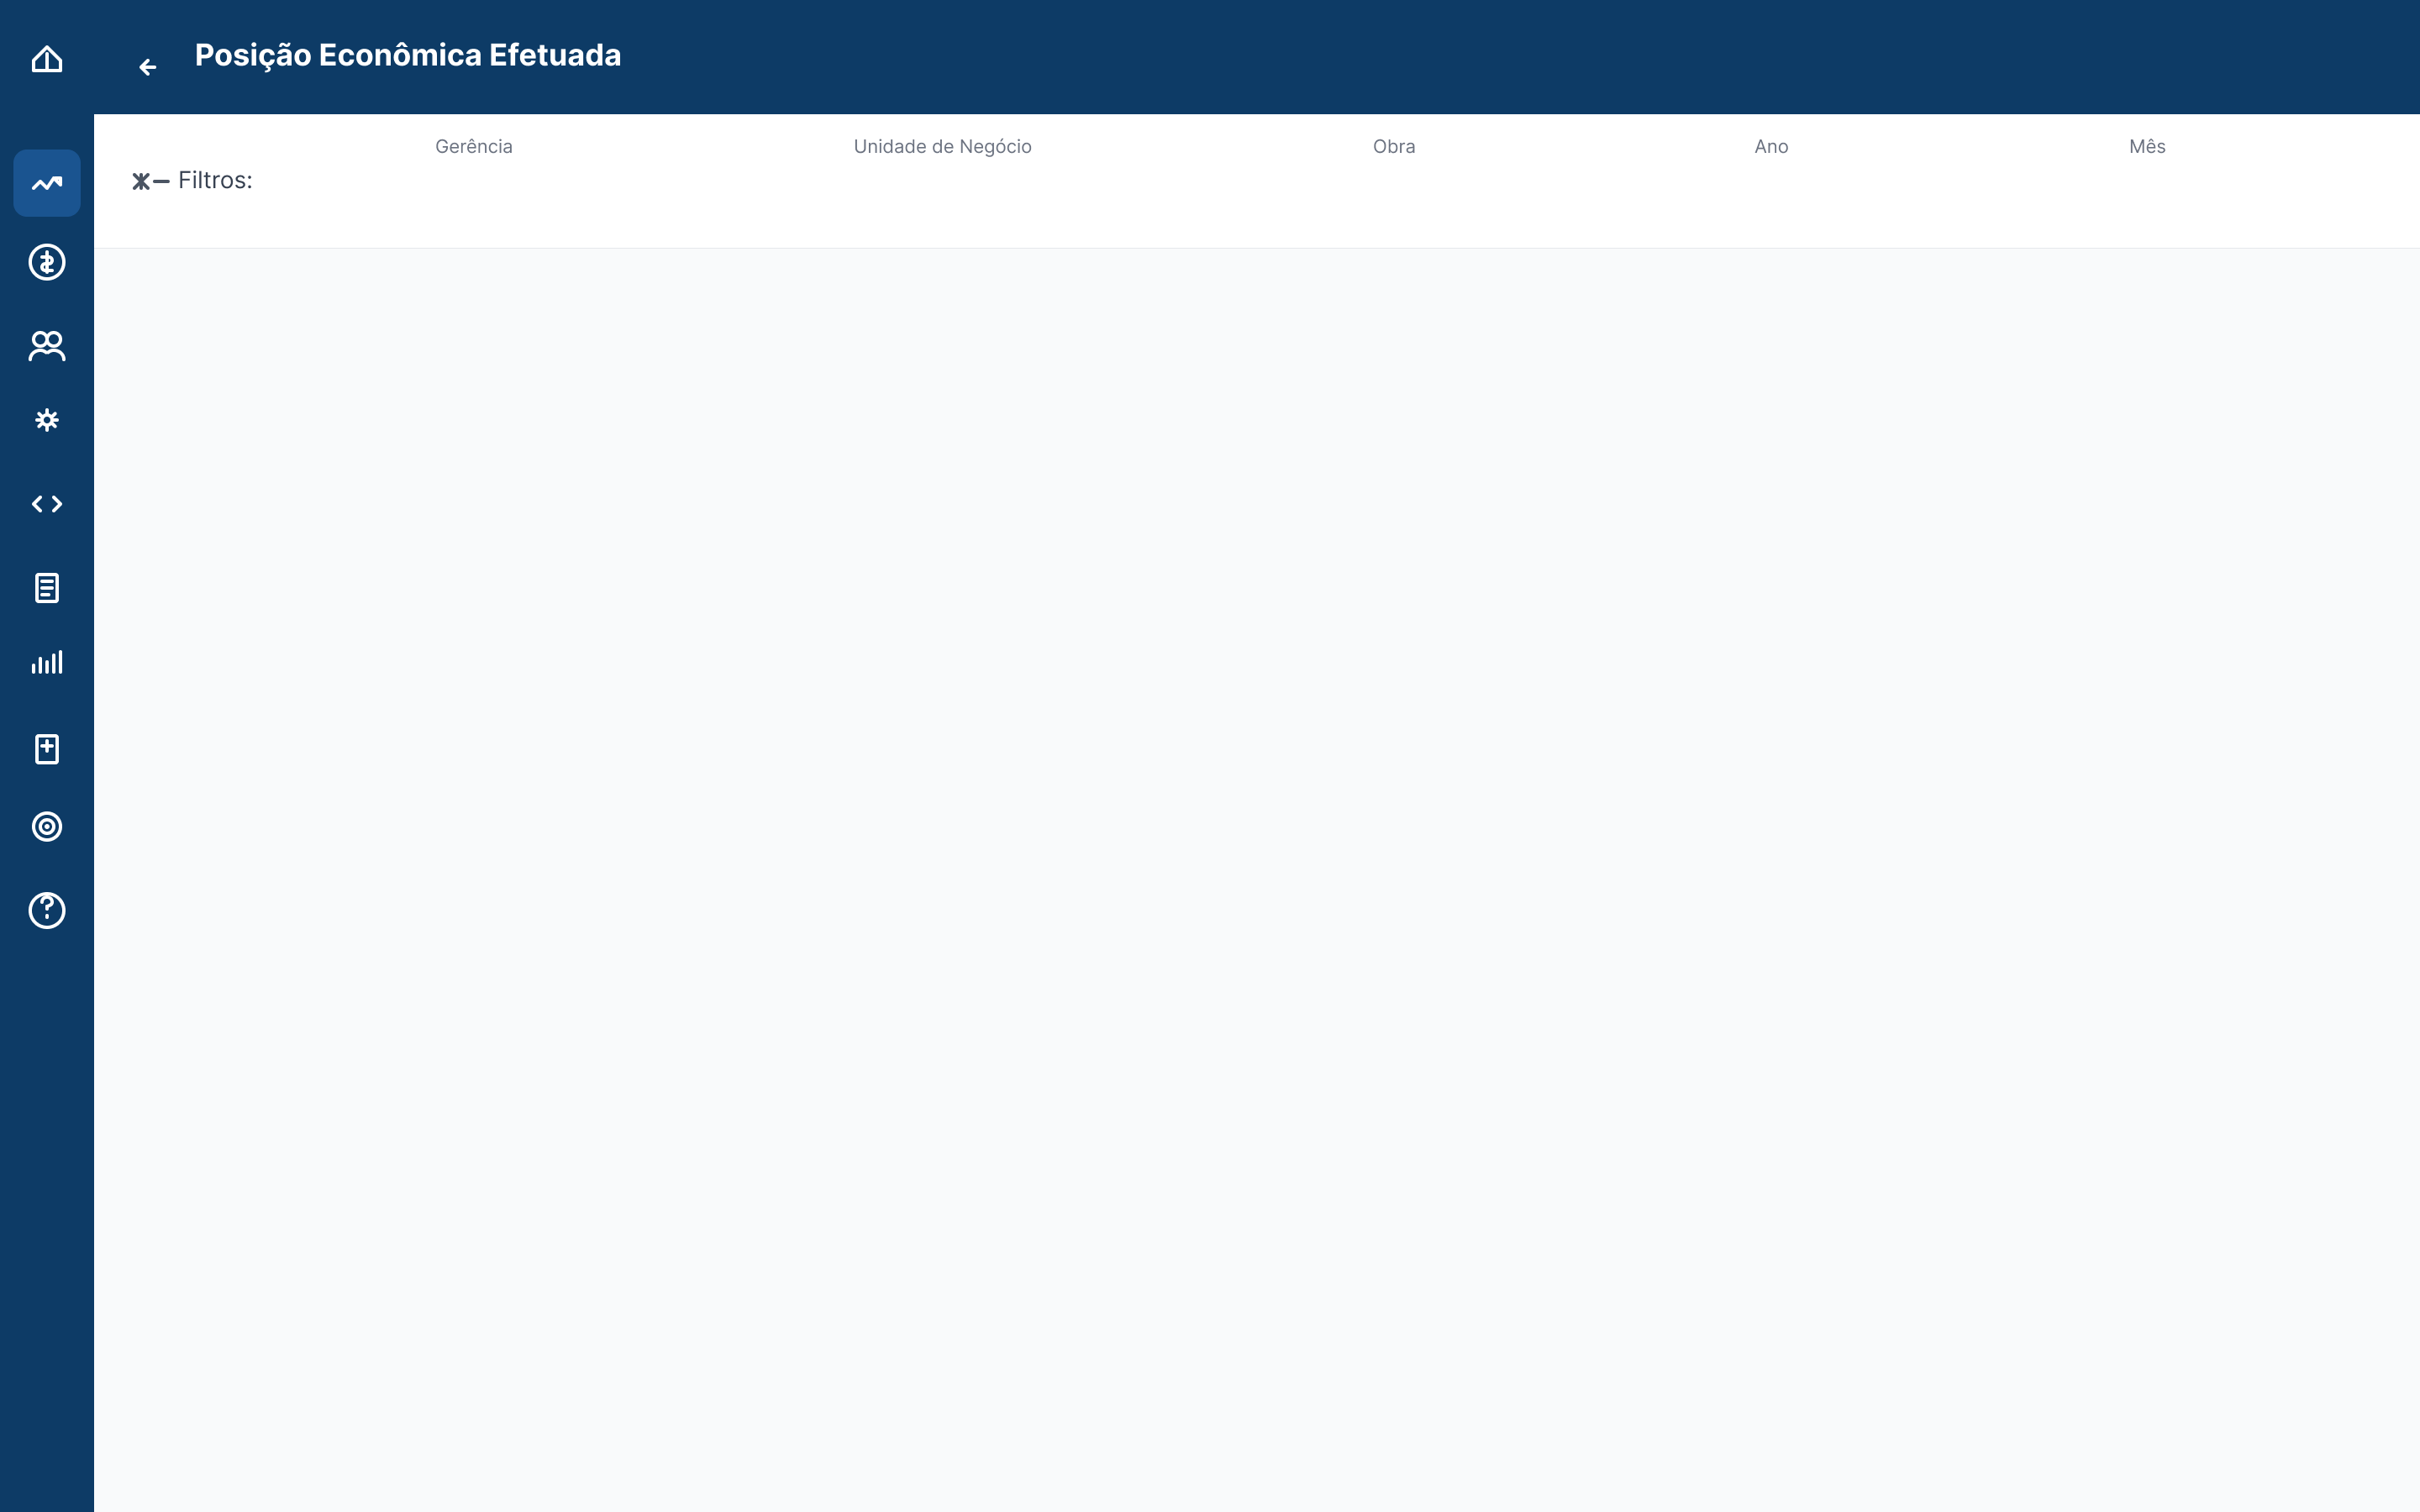 Posição Econômica Efetuada
Gerência Unidade de Negócio Obra Ano Mês
Filtros: